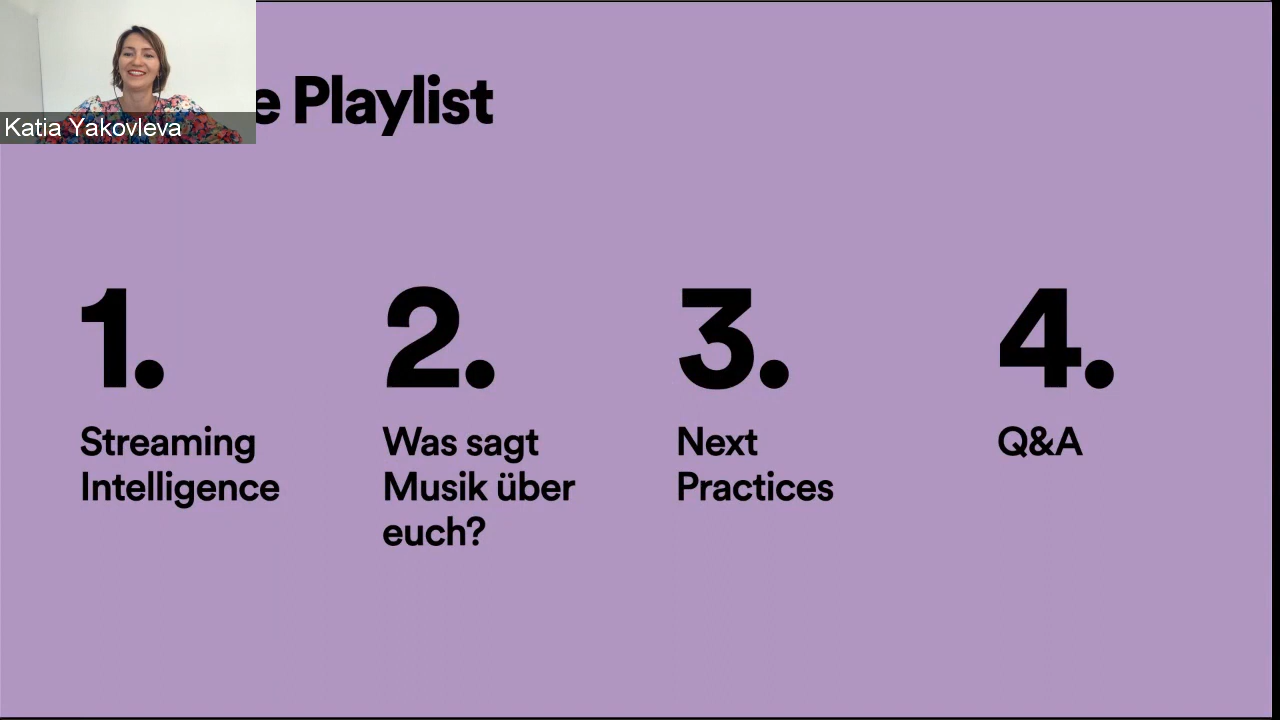 Katia Yakovleva
Playlist
1.
Streaming
Intelligence
2.
Was sagt
Musik über
euch?
3.
Next
Practices
4.
Q&A